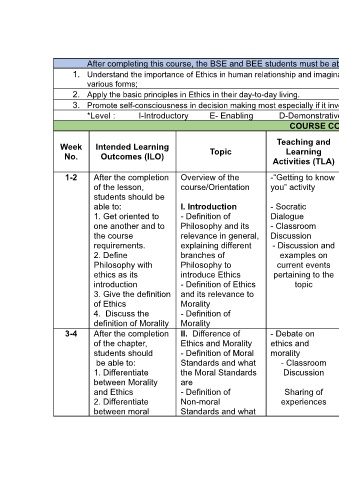 After completing this course, the BSE and BEE students must be
1. Understand the importance of Ethics in human relationship and
various forms;
2. Apply the basic principles in Ethics in their day-to-day living.
3. Promote self-consciousness in decision making most especially if it
*Level : I-Introductory E- Enabling D-Demonstrative
COURSE
Week
No.
Intended Learning
Outcomes (ILO)
Topic
Teaching and
Learning
Activities (TLA)
1-2
After the completion
of the lesson,
students should be
able to:
1. Get oriented to
one another and to
the course
requirements.
2. Define
Philosophy with
ethics as its
introduction
3. Give the definition
of Ethics
4. Discuss the
definition of Morality
Overview of the
course/Orientation
I. Introduction
- Definition of
Philosophy and its
relevance in general,
explaining different
branches of
Philosophy to
introduce Ethics
- Definition of Ethics
and its relevance to
Morality
- Definition of
Morality
-“Getting to know
you” activity
- Socratic
Dialogue
- Classroom
Discussion
- Discussion and
examples on
current events
pertaining to the
topic
3-4
After the completion
of the chapter,
students should
be able to:
1. Differentiate
between Morality
and Ethics
2. Differentiate
between moral
II. Difference of
Ethics and Morality
- Definition of Moral
Standards and what
the Moral Standards
are
- Definition of
Non-moral
Standards and what
- Debate on
ethics and
morality
- Classroom
Discussion
Sharing of
experiences